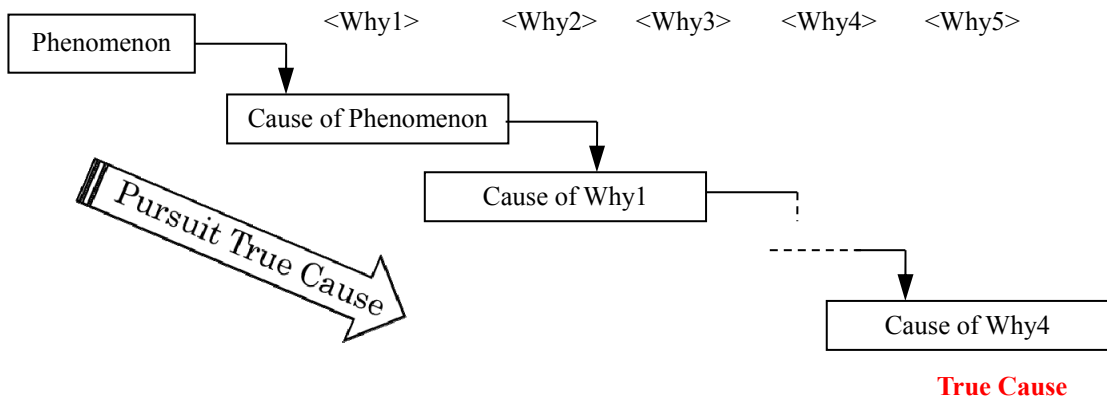 <Why1> <Why2> <Why3> <Why4> <Why5>
Phenomenon
Cause of Phenomenon
Cause of Why1
Pursuit True Cause
Cause of Why4
True Cause